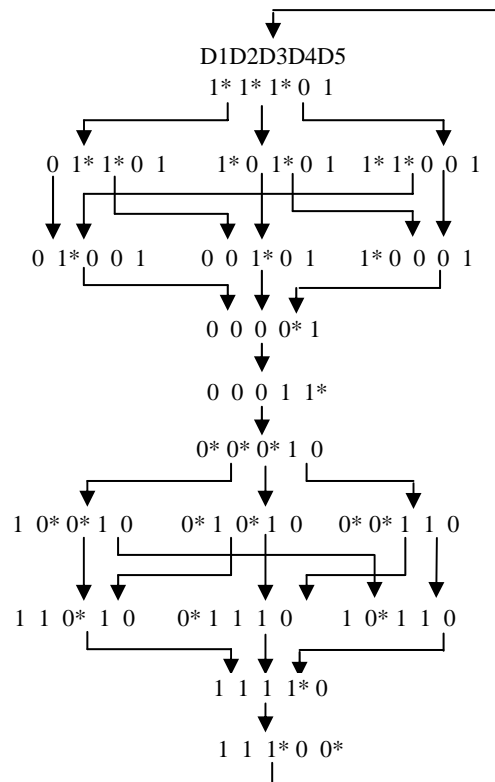 D1D2D3D4D5
1* 1* 1* 0 1
0 1* 1* 0 1 1* 0 1* 0 1 1* 1* 0 0 1
0 1* 0 0 1 0 0 1* 0 1 1* 0 0 0 1
0 0 0 0* 1
0 0 0 1 1*
0* 0* 0* 1 0
1 0* 0* 1 0 0* 1 0* 1 0 0* 0* 1 1 0
1 1 0* 1 0 0* 1 1 1 0 1 0* 1 1 0
1 1 1 1* 0
1 1 1* 0 0*